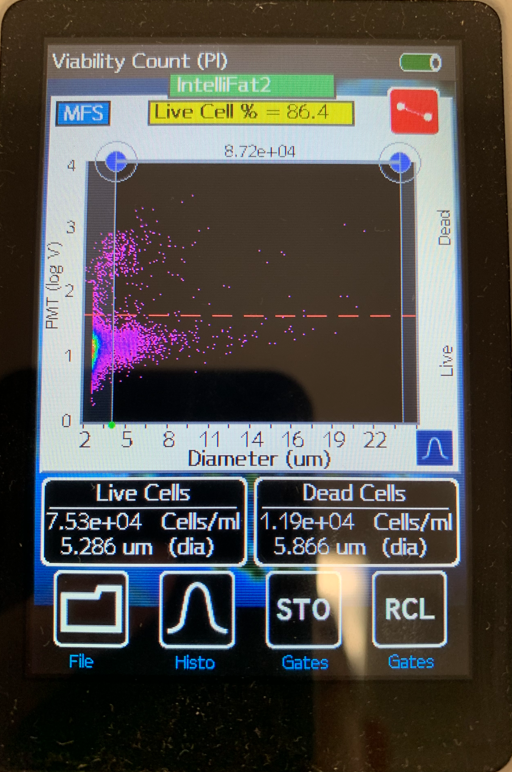 Viability Count (PI)
IntelliFat2
MFS
Live Cell % = 86.4
8.72e+04
4
3
2
1
0
PMT (log V)
Dead
Live
2 5 8 11 14 16 19 22
Diameter (um)
Live Cells
7.53e+04 Cells/ml
5.286 um (dia)
Dead Cells
1.19e+04 Cells/ml
5.866 um (dia)
STO
RCL
File
Histo
Gates
Gates